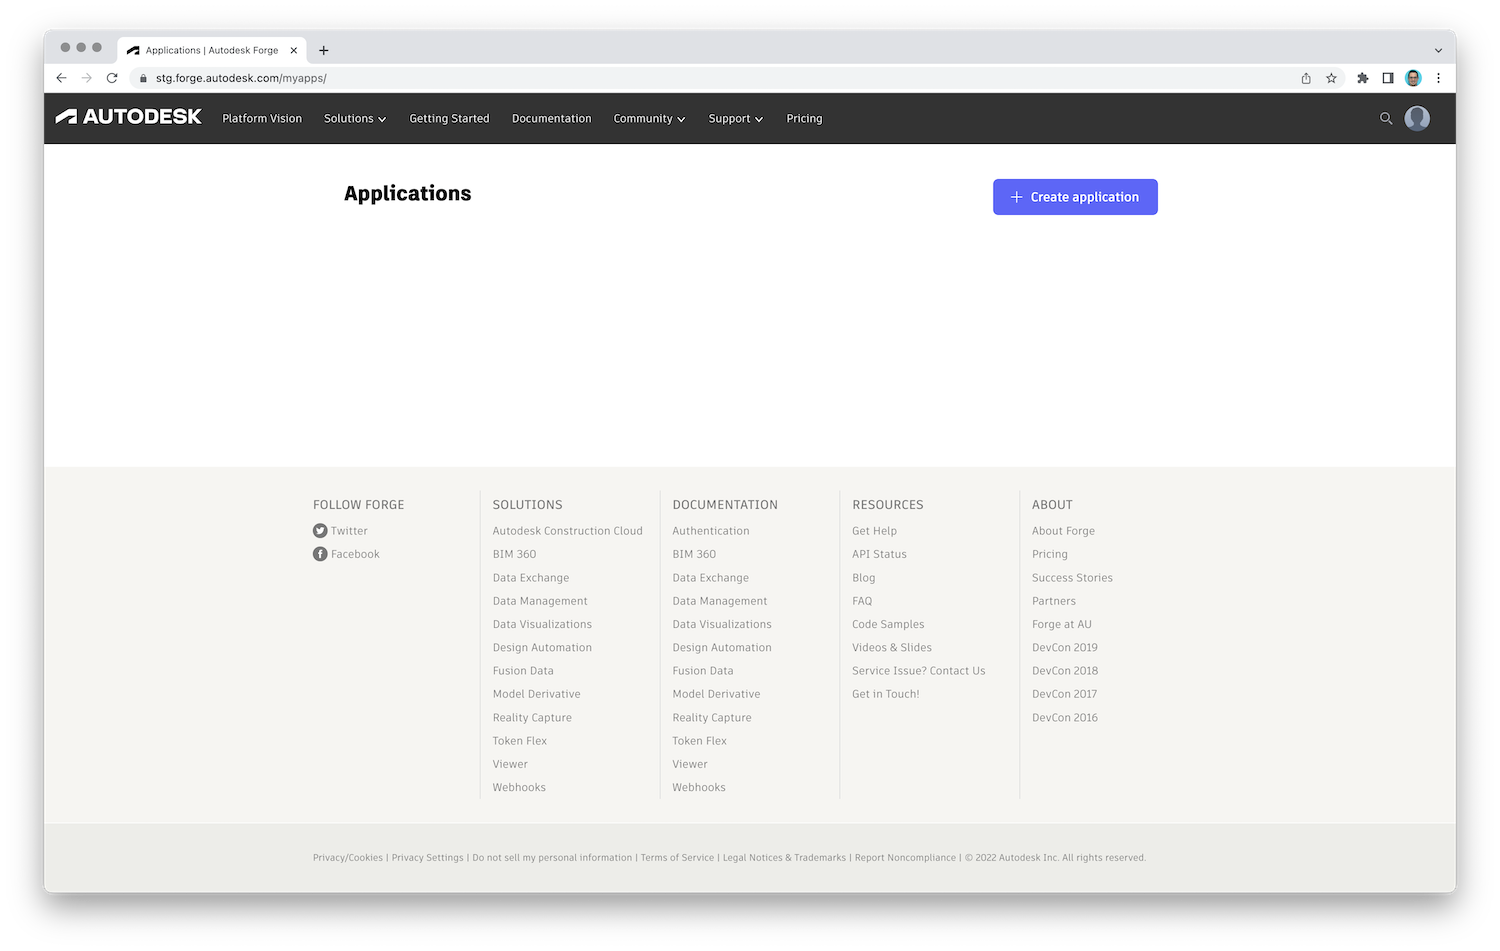 Applications | Autodesk Forge
stg.forge.autodesk.com/myapps/
AUTODESK Platform Vision Solutions Getting Started Documentation Community Support Pricing
Applications
Create application
FOLLOW FORGE
Twitter
Facebook
SOLUTIONS
Autodesk Construction Cloud
BIM 360
Data Exchange
Data Management
Data Visualizations
Design Automation
Fusion Data
Model Derivative
Reality Capture
Token Flex
Viewer
Webhooks
DOCUMENTATION
Authentication
BIM 360
Data Exchange
Data Management
Data Visualizations
Design Automation
Fusion Data
Model Derivative
Reality Capture
Token Flex
Viewer
Webhooks
RESOURCES
Get Help
API Status
Blog
FAQ
Code Samples
Videos & Slides
Service Issue? Contact Us
Get in Touch!
ABOUT
About Forge
Pricing
Success Stories
Partners
Forge at AU
DevCon 2019
DevCon 2018
DevCon 2017
DevCon 2016
Privacy/Cookies | Privacy Settings | Do not sell my personal information | Terms of Service | Legal Notices & Trademarks | Report Noncompliance | © 2022 Autodesk Inc. All rights reserved.